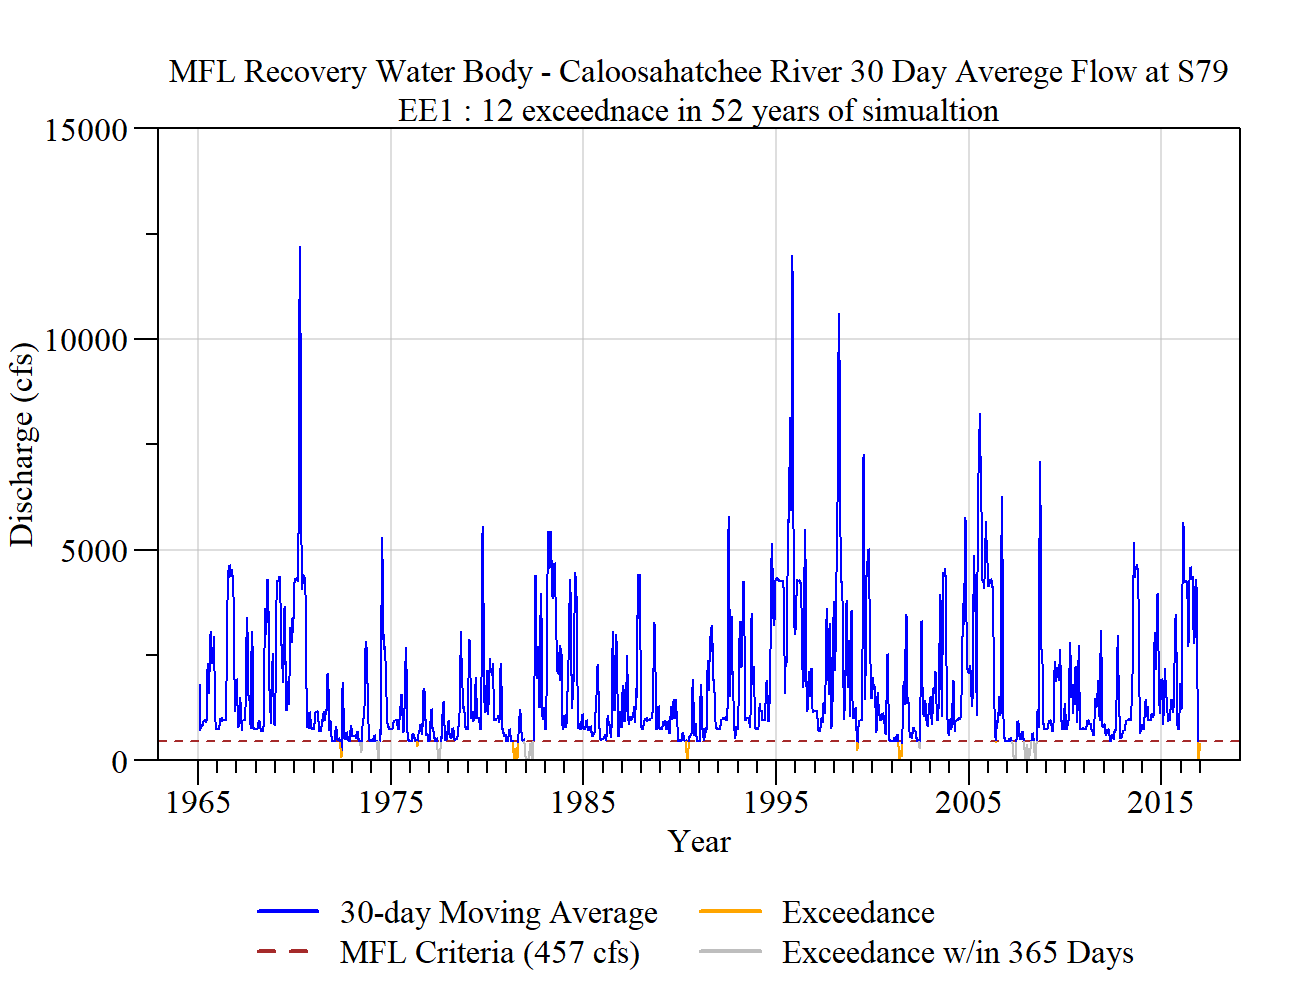 MFL Recovery Water Body - Caloosahatchee River 30 Day Averege Flow at S79
EE1 : 12 exceednace in 52 years of simualtion
15000
10000
5000
0
Discharge (cfs)
1965 1975 1985 1995 2005 2015
Year
30-day Moving Average
Exceedance
MFL Criteria (457 cfs)
Exceedance w/in 365 Days